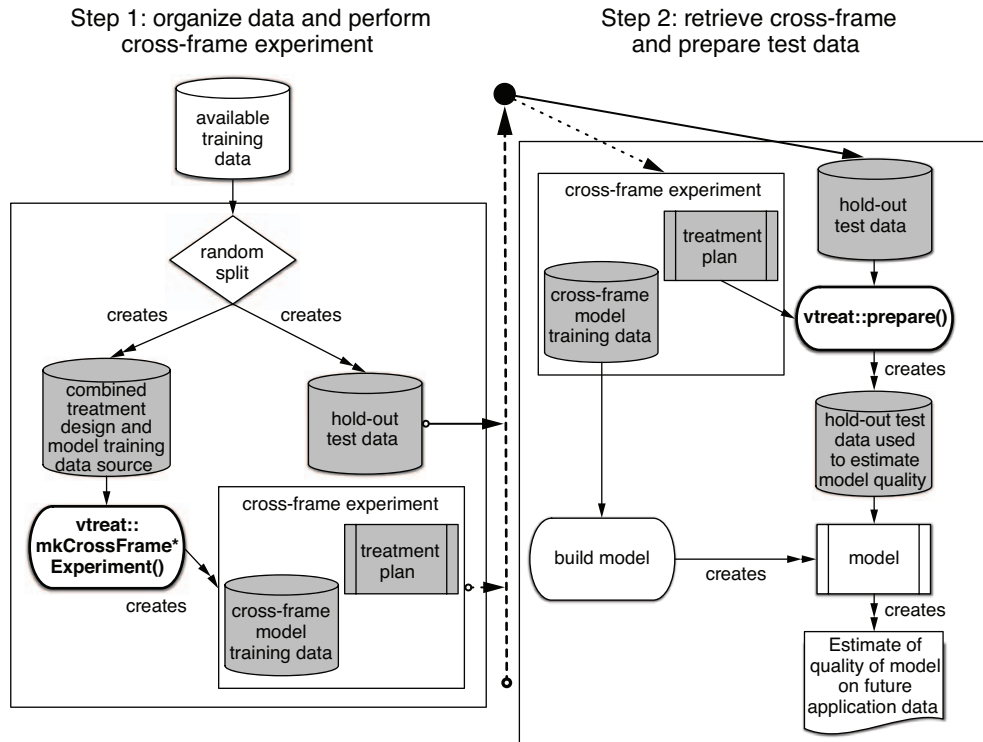 Step 1: organize data and perform
cross-frame experiment
available
training
data
random
split
creates
creates
combined
treatment
design and
model training
data source
hold-out
test data
vtreat::
mkCrossFrame*
Experiment()
creates
cross-frame experiment
treatment
plan
cross-frame
model
training data
Step 2: retrieve cross-frame
and prepare test data
cross-frame experiment
treatment
plan
cross-frame
model
training data
hold-out
test data
vtreat::prepare()
creates
hold-out test
data used
to estimate
model quality
build model
creates
model
creates
Estimate of
quality of model
on future
application data